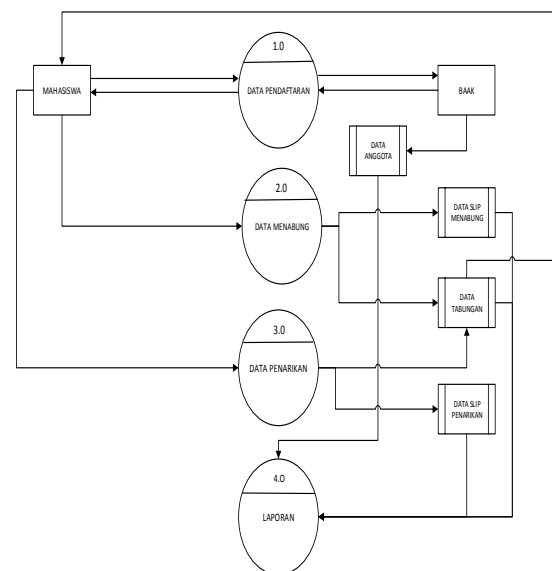 1.0
MAHASISWA
DATA PENDAFTARAN
BAAK
DATA
ANGGOTA
2.0
DATA MENABUNG
DATA SLIP
MENABUNG
DATA
TABUNGAN
3.0
DATA PENARIKAN
DATA SLIP
PENARIKAN
4.0
LAPORAN